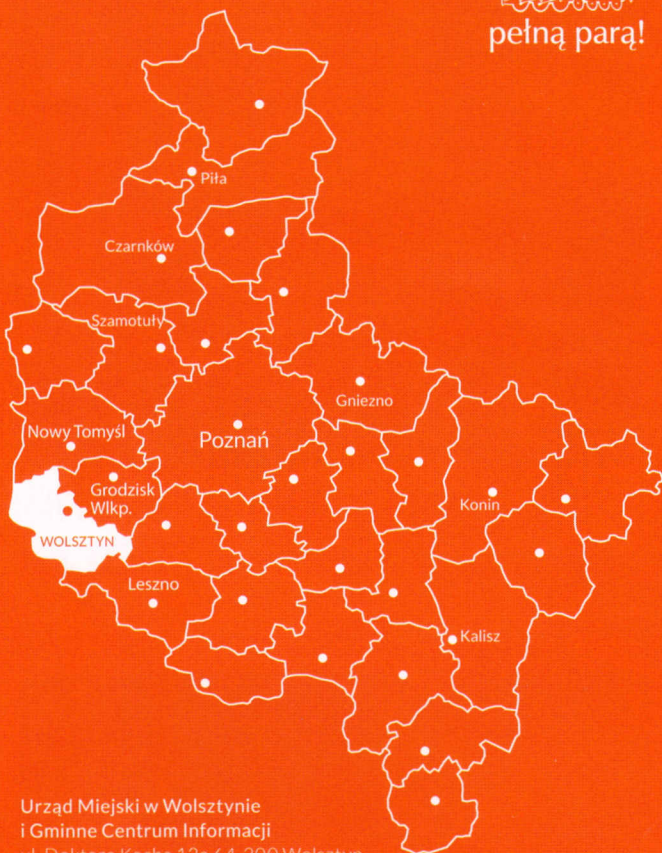 pełną parą!
Piła
Czarnków
Szamotuły
Gniezno
Nowy Tomyśl
Poznań
Grodzisk
Wlkp.
Konin
WOLSZTYN
Leszno
Kalisz
Urząd Miejski w Wolsztynie
i Gminne Centrum Informacji